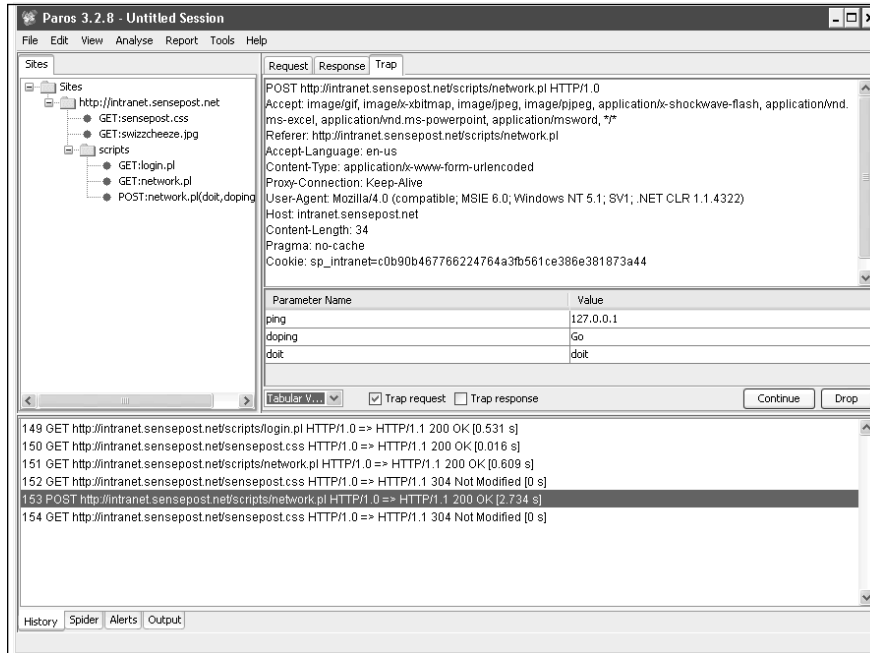 Paros 3.2.8 - Untitled Session
File Edit View Analyse Report Tools Help
Sites
Sites
http://intranet.sensepost.net
GET:sensepost.css
GET:swizzcheeze.jpg
scripts
GET:login.pl
GET:network.pl
POST:network.pl(doit,doping
Request Response Trap
POST http://intranet.sensepost.net/scripts/network.pl HTTP/1.0
Accept: image/gif, image/x-xbitmap, image/jpeg, image/pjpeg, application/x-shockwave-flash, application/vnd.
ms-excel, application/vnd.ms-powerpoint, application/msword, */*
Referer: http://intranet.sensepost.net/scripts/network.pl
Accept-Language: en-us
Content-Type: application/x-www-form-urlencoded
Proxy-Connection: Keep-Alive
User-Agent: Mozilla/4.0 (compatible; MSIE 6.0; Windows NT 5.1; SV1; .NET CLR 1.1.4322)
Host: intranet.sensepost.net
Content-Length: 34
Pragma: no-cache
Cookie: sp_intranet=c0b90b467766224764a3fb561ce386e381873a44
Parameter Name Value
ping 127.0.0.1
doping Go
doit doit
Tabular V... Trap request Trap response Continue Drop
149 GET http://intranet.sensepost.net/scripts/login.pl HTTP/1.0 => HTTP/1.1 200 OK [0.531 s]
150 GET http://intranet.sensepost.net/sensepost.css HTTP/1.0 => HTTP/1.1 200 OK [0.016 s]
151 GET http://intranet.sensepost.net/scripts/network.pl HTTP/1.0 => HTTP/1.1 200 OK [0.609 s]
152 GET http://intranet.sensepost.net/sensepost.css HTTP/1.0 => HTTP/1.1 304 Not Modified [0 s]
153 POST http://intranet.sensepost.net/scripts/network.pl HTTP/1.0 => HTTP/1.1 200 OK [2.734 s]
154 GET http://intranet.sensepost.net/sensepost.css HTTP/1.0 => HTTP/1.1 304 Not Modified [0 s]
History Spider Alerts Output